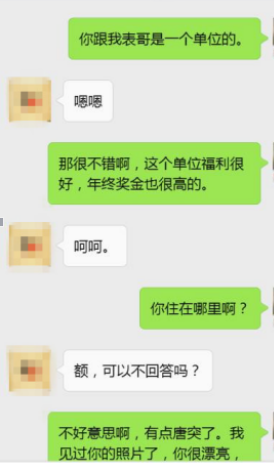 你跟我表哥是一个单位的。
嗯嗯
那很不错啊，这个单位福利很
好，年终奖金也很高的。
呵呵。
你住在哪里啊？
额，可以不回答吗？
不好意思啊，有点唐突了。我
见过你的照片了，你很漂亮，